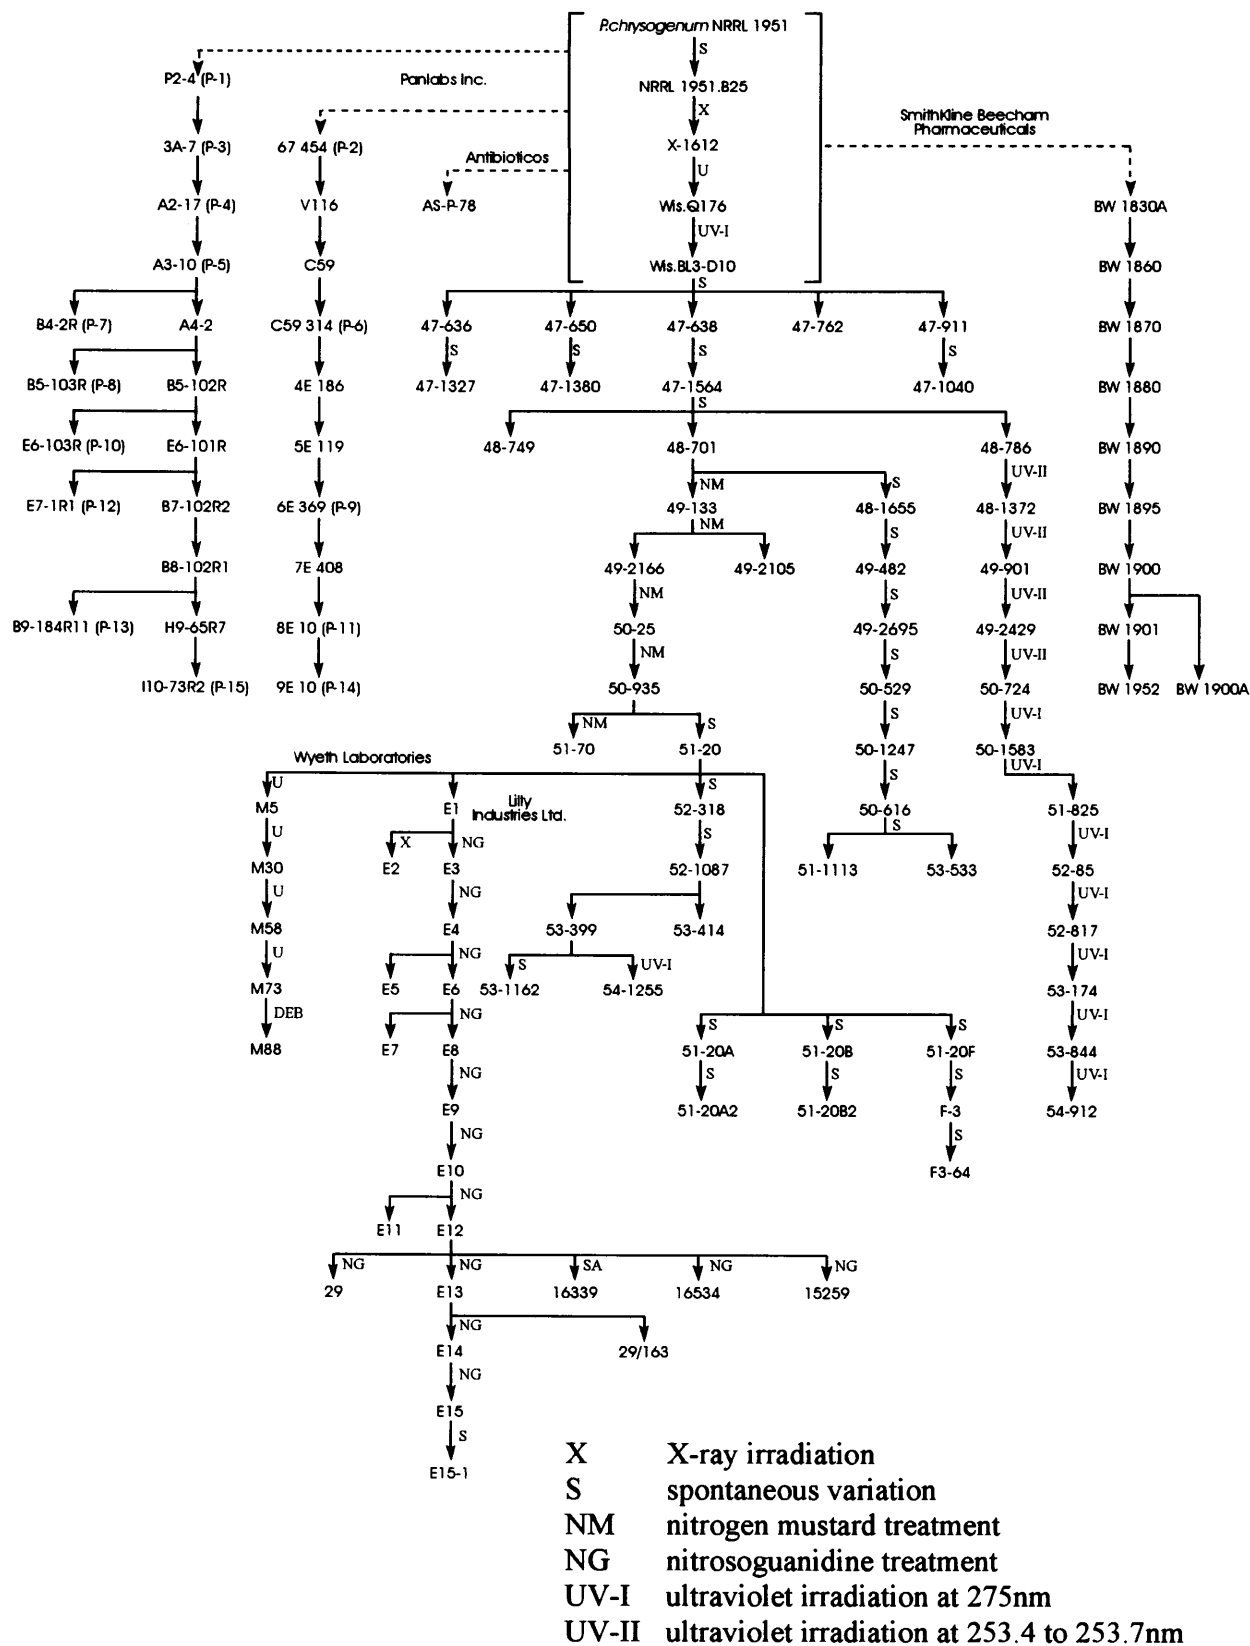 P.chrysogenum NRRL 1951
S
P2-4 (P-1)
Panlabs Inc.
NRRL 1951.B25
X
SmithKline Beecham
Pharmaceuticals
3A-7 (P-3)
67 454 (P-2)
X-1612
Antibioticos
U
A2-17 (P-4)
V116
AS-P-78
Wis.Q176
BW 1830A
UV-I
A3-10 (P-5)
C59
Wis.BL3-D10
BW 1860
S
B4-2R (P-7)
A4-2
C59 314 (P-6)
47-636
47-650
47-638
47-762
47-911
BW 1870
S S S S
B5-103R (P-8)
B5-102R
4E 186
47-1327
47-1380
47-1564
47-1040
BW 1880
S
E6-103R (P-10)
E6-101R
5E 119
48-749
48-701
48-786
BW 1890
NM S UV-II
E7-1R1 (P-12)
B7-102R2
6E 369 (P-9)
49-133
48-1655
48-1372
BW 1895
NM S UV-II
B8-102R1
7E 408
49-2166
49-2105
49-482
49-901
BW 1900
NM S UV-II
B9-184R11 (P-13)
H9-65R7
8E 10 (P-11)
50-25
49-2695
49-2429
BW 1901
NM S UV-II
I10-73R2 (P-15)
9E 10 (P-14)
50-935
50-529
50-724
BW 1952
BW 1900A
NM S S UV-I
51-70
51-20
50-1247
50-1583
Wyeth Laboratories
UV-I
U S S
M5
E1
Lilly
Industries Ltd.
52-318
50-616
51-825
U X NG S S UV-I
M30
E2
E3
52-1087
51-1113
53-533
52-85
U NG UV-I
M58
E4
53-399
53-414
52-817
U NG S UV-I UV-I
M73
E5
E6
53-1162
54-1255
53-174
DEB NG S S S UV-I
M88
E7
E8
51-20A
51-20B
51-20F
53-844
NG S S S UV-I
E9
51-20A2
51-20B2
F-3
54-912
NG S
E10
F3-64
NG
E11
E12
NG NG SA NG NG
29
E13
16339
16534
15259
NG
E14
29/163
NG
E15
S
E15-1
X X-ray irradiation
S spontaneous variation
NM nitrogen mustard treatment
NG nitrosoguanidine treatment
UV-I ultraviolet irradiation at 275nm
UV-II ultraviolet irradiation at 253.4 to 253.7nm